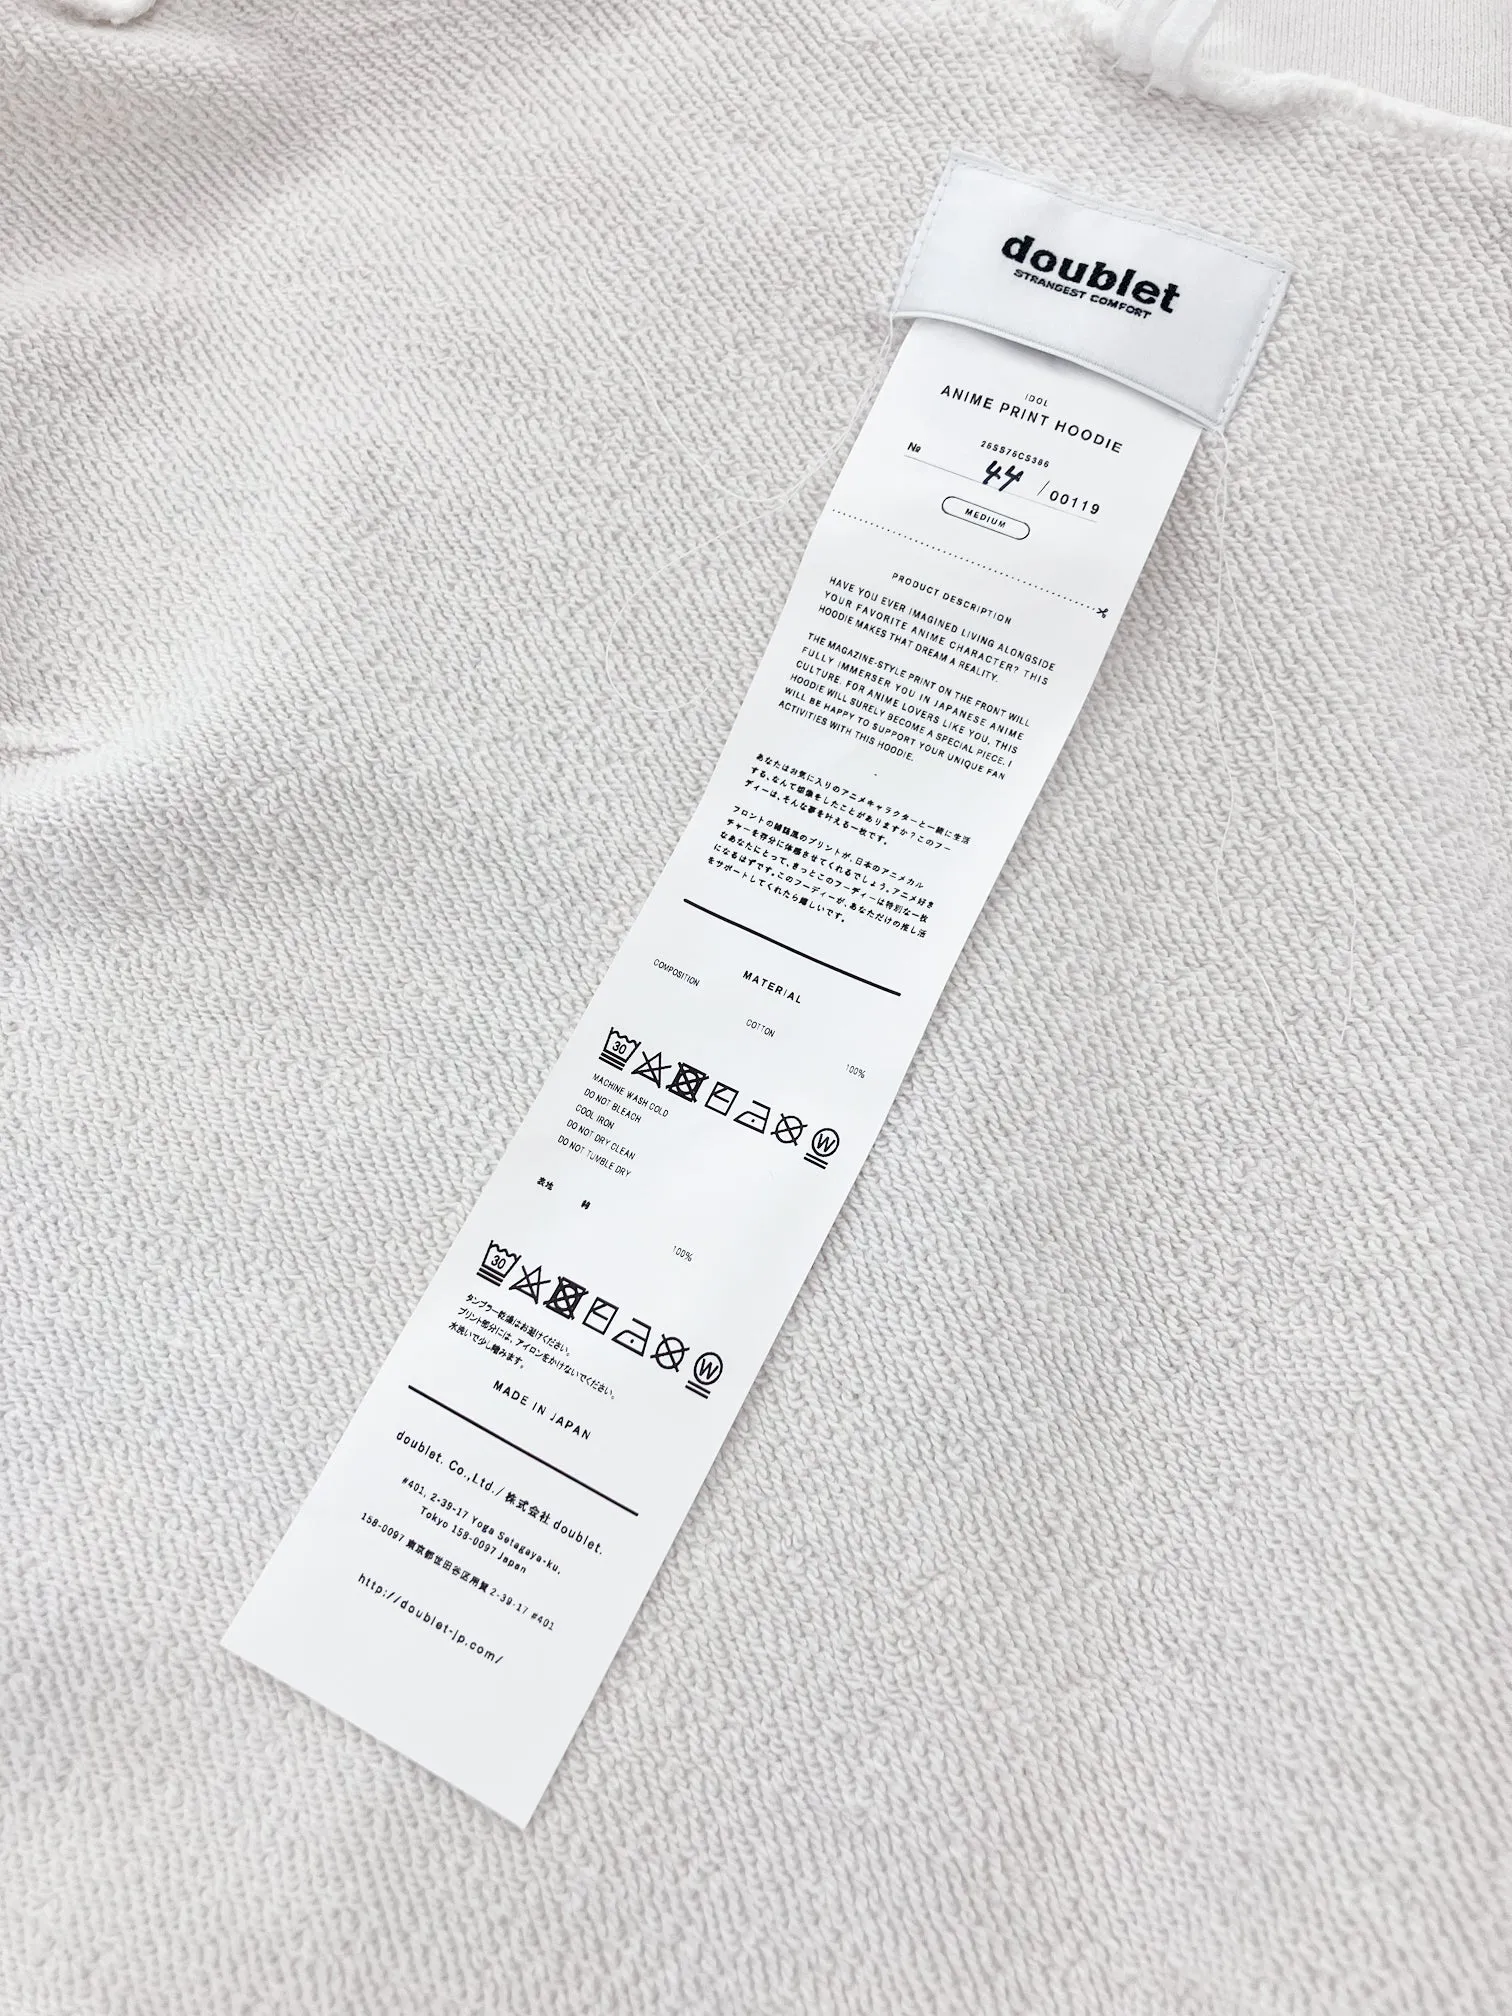 doublet
STRANGEST COMFORT
IDOL
ANIME PRINT HOODIE
25SS76CS386
№ 44 /00119
MEDIUM
PRODUCT DESCRIPTION
HAVE YOU EVER IMAGINED LIVING ALONGSIDE
YOUR FAVORITE ANIME CHARACTER? THIS
HOODIE MAKES THAT DREAM A REALITY.
THE MAGAZINE-STYLE PRINT ON THE FRONT WILL
FULLY IMMERSER YOU IN JAPANESE ANIME
CULTURE. FOR ANIME LOVERS LIKE YOU, THIS
HOODIE WILL SURELY BECOME A SPECIAL PIECE. I
WILL BE HAPPY TO SUPPORT YOUR UNIQUE FAN
ACTIVITIES WITH THIS HOODIE.
あなたはお気に入りのアニメキャラクターと一緒に生活
する、なんて想像をしたことがありますか？このフー
ディーは、そんな夢を叶える一枚です。
フロントの雑誌風のプリントが、日本のアニメカル
チャーを存分に体感させてくれるでしょう。アニメ好き
なあなたにとって、きっとこのフーディーは特別な一枚
になるはずです。このフーディーが、あなただけの推し活
をサポートしてくれたら嬉しいです。
MATERIAL
COMPOSITION
COTTON
100%
30
W
MACHINE WASH COLD
DO NOT BLEACH
COOL IRON
DO NOT DRY CLEAN
DO NOT TUMBLE DRY
表地 綿
100%
30
W
タンブラー乾燥はお避けください。
プリント部分には、アイロンをかけないでください。
水洗いで少し縮みます。
MADE IN JAPAN
doublet. Co.,Ltd./ 株式会社 doublet.
#401, 2-39-17 Yoga Setagaya-ku,
Tokyo 158-0097 Japan
158-0097 東京都世田谷区用賀 2-39-17 #401
http://doublet-jp.com/